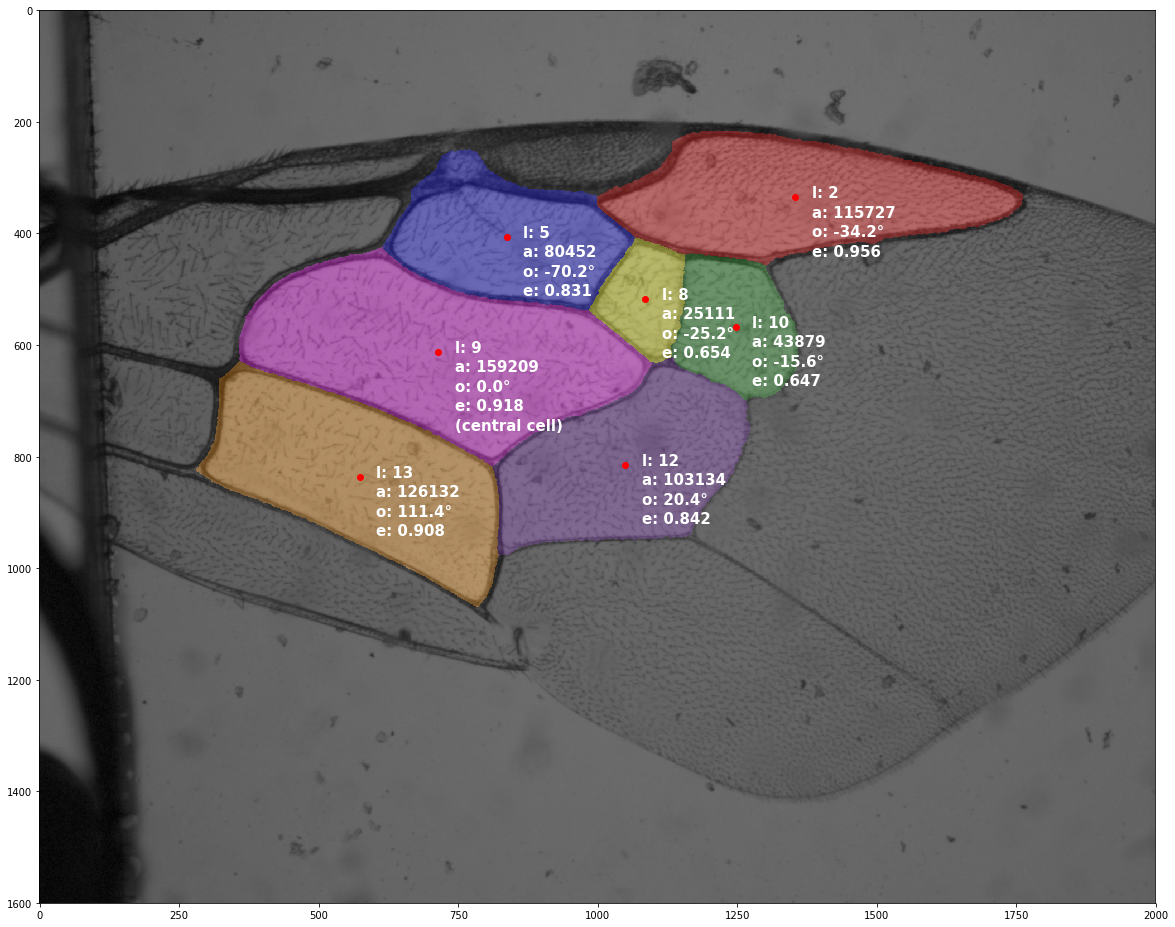 0
200
400
600
800
1000
1200
1400
1600
l: 2
a: 115727
o: -34.2°
e: 0.956
l: 5
a: 80452
o: -70.2°
e: 0.831
l: 8
a: 25111
o: -25.2°
e: 0.654
l: 10
a: 43879
o: -15.6°
e: 0.647
l: 9
a: 159209
o: 0.0°
e: 0.918
(central cell)
l: 12
a: 103134
o: 20.4°
e: 0.842
l: 13
a: 126132
o: 111.4°
e: 0.908
0 250 500 750 1000 1250 1500 1750 2000